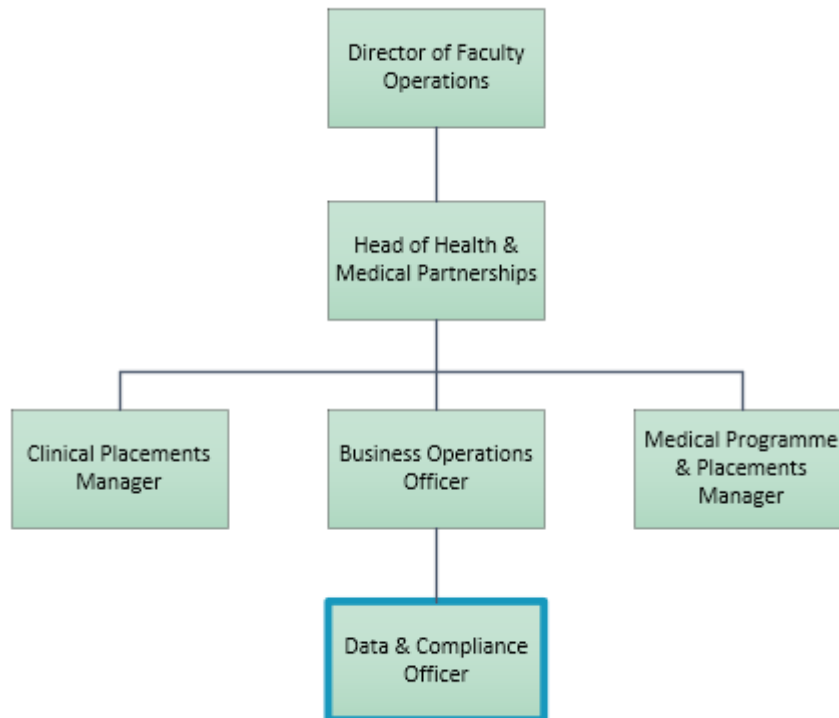 Director of Faculty
Operations
Head of Health &
Medical Partnerships
Clinical Placements
Manager
Business Operations
Officer
Medical Programme
& Placements
Manager
Data & Compliance
Officer